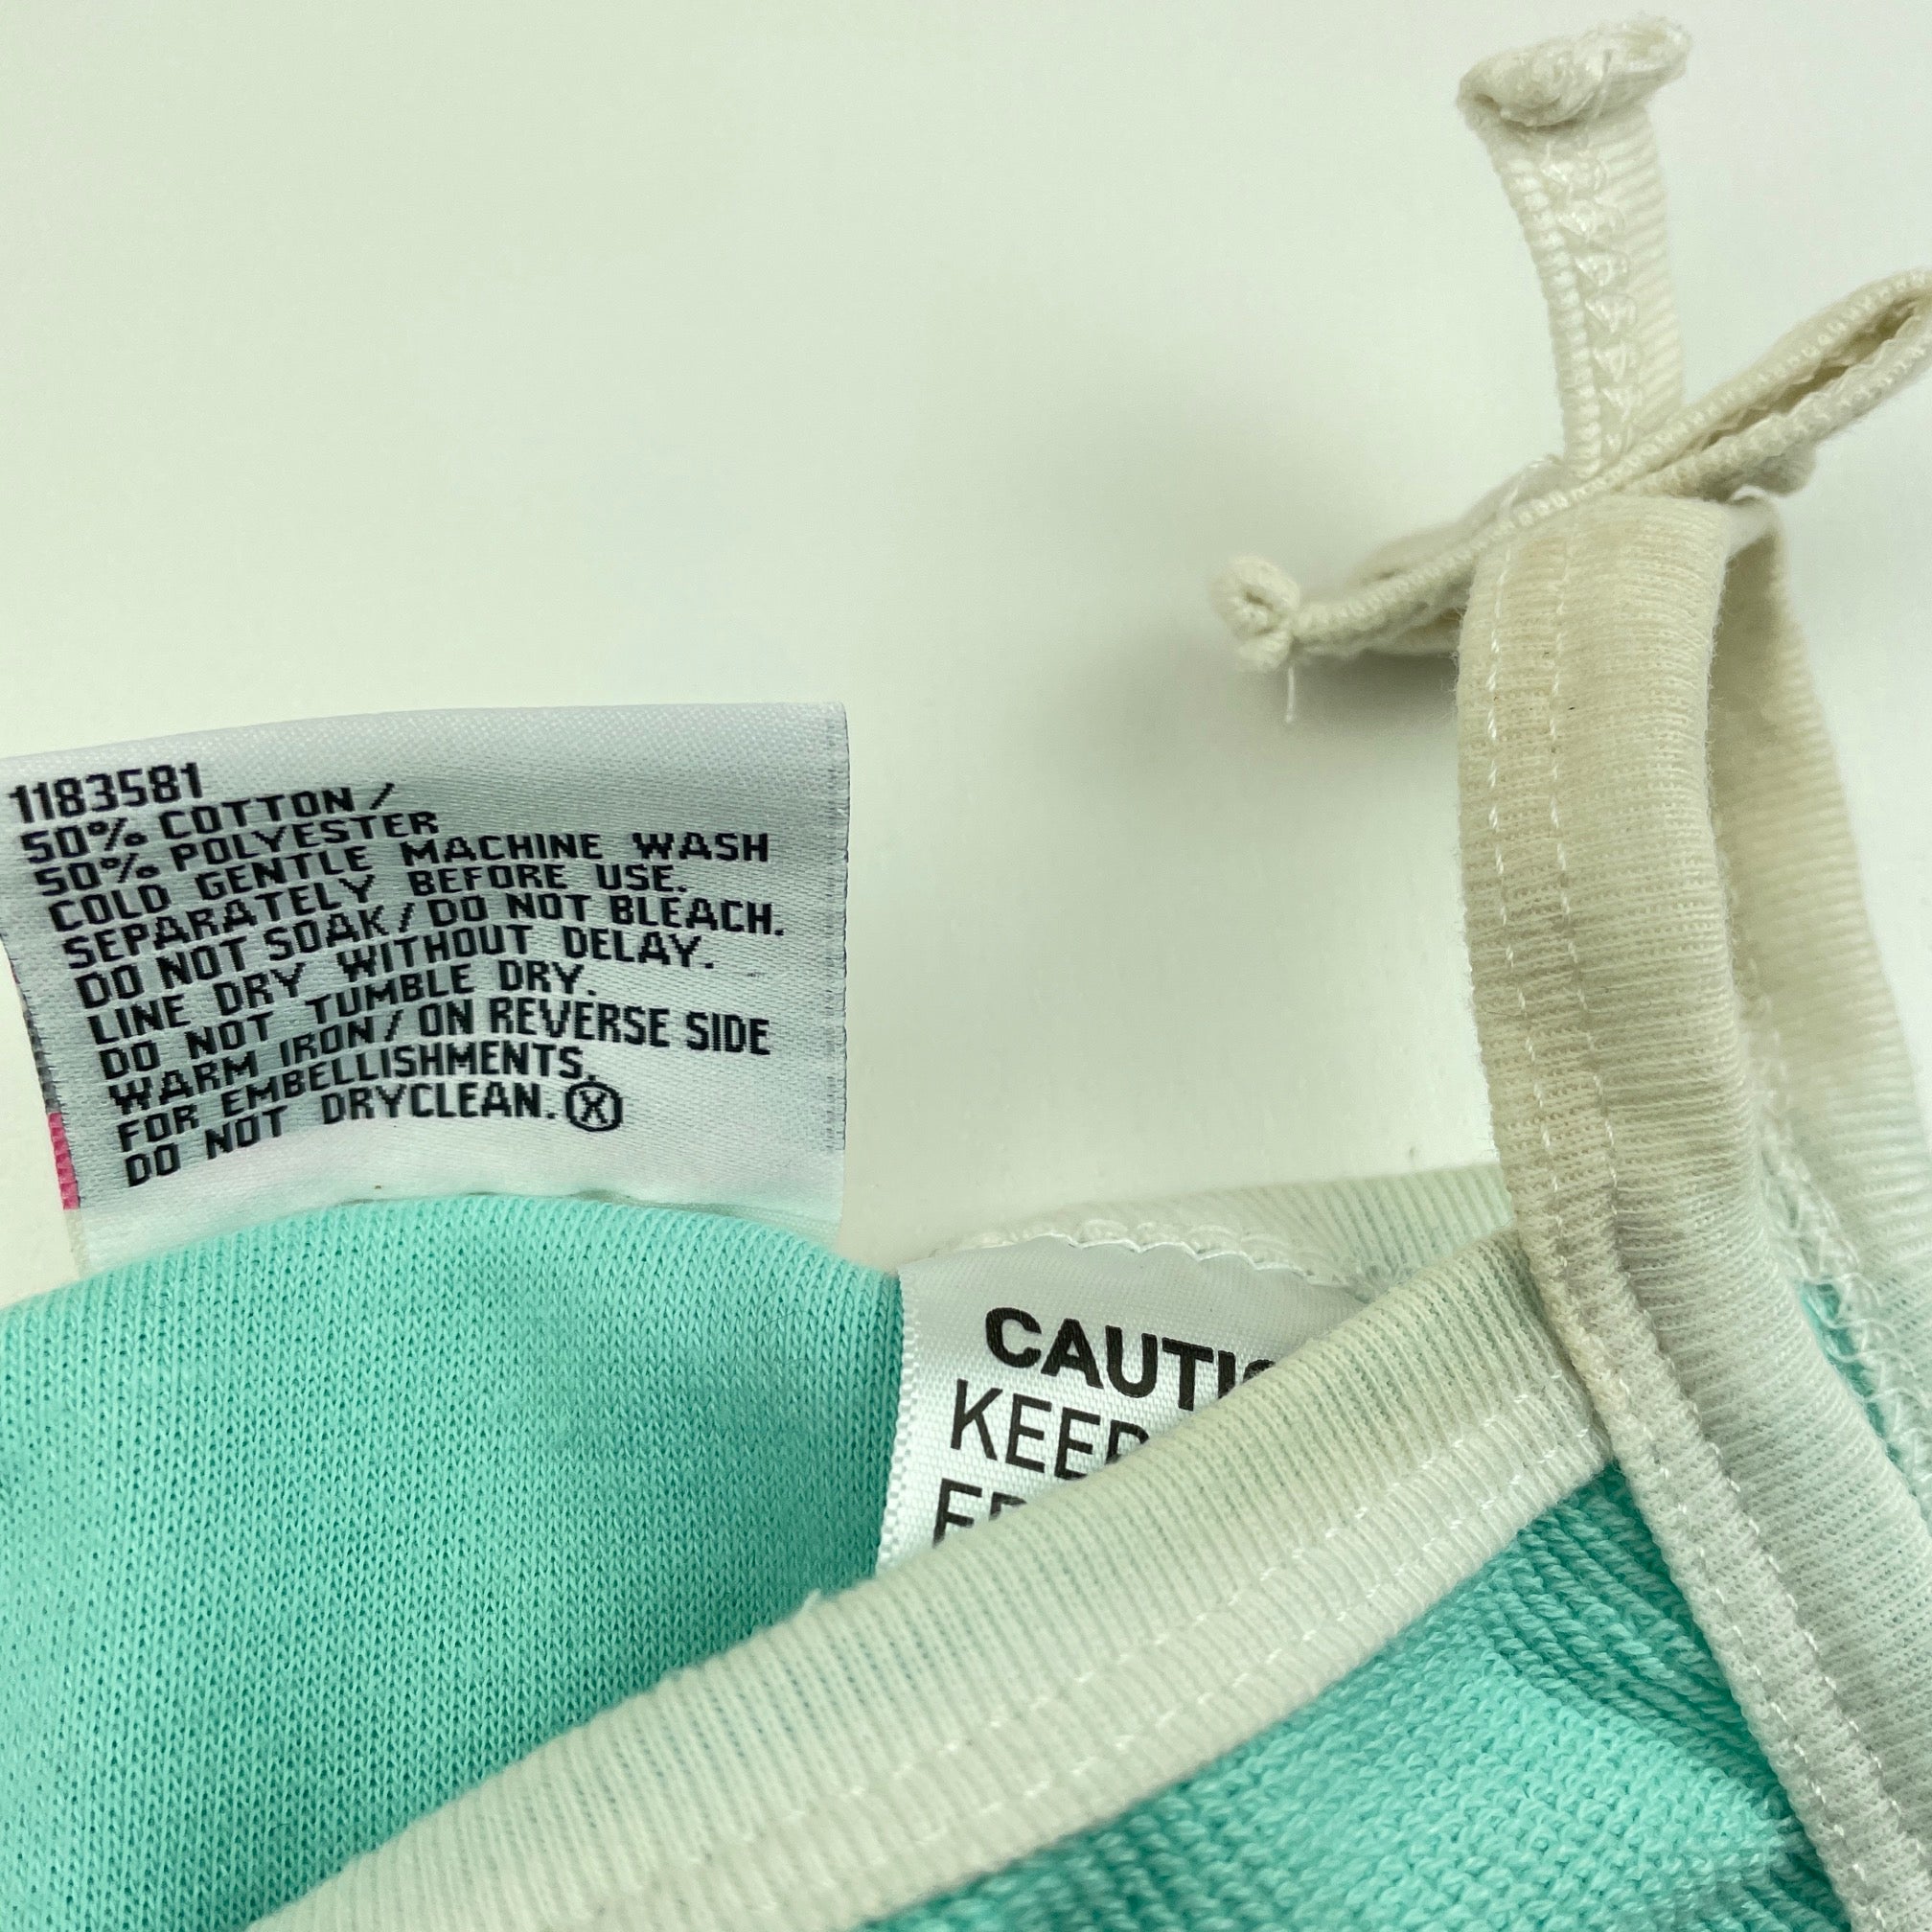 1183581
50% COTTON /
50% POLYESTER
COLD GENTLE MACHINE WASH
SEPARATELY BEFORE USE.
DO NOT SOAK / DO NOT BLEACH.
LINE DRY WITHOUT DELAY.
DO NOT TUMBLE DRY.
WARM IRON / ON REVERSE SIDE
FOR EMBELLISHMENTS.
DO NOT DRYCLEAN. Ⓧ
KEEP